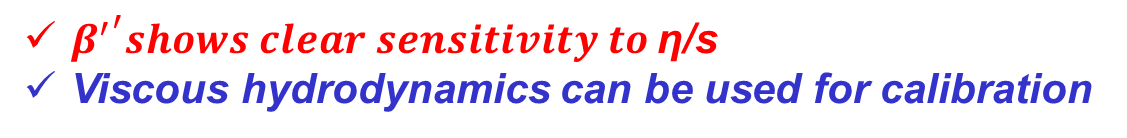 ✓ β′′ shows clear sensitivity to η/s
✓ Viscous hydrodynamics can be used for calibration